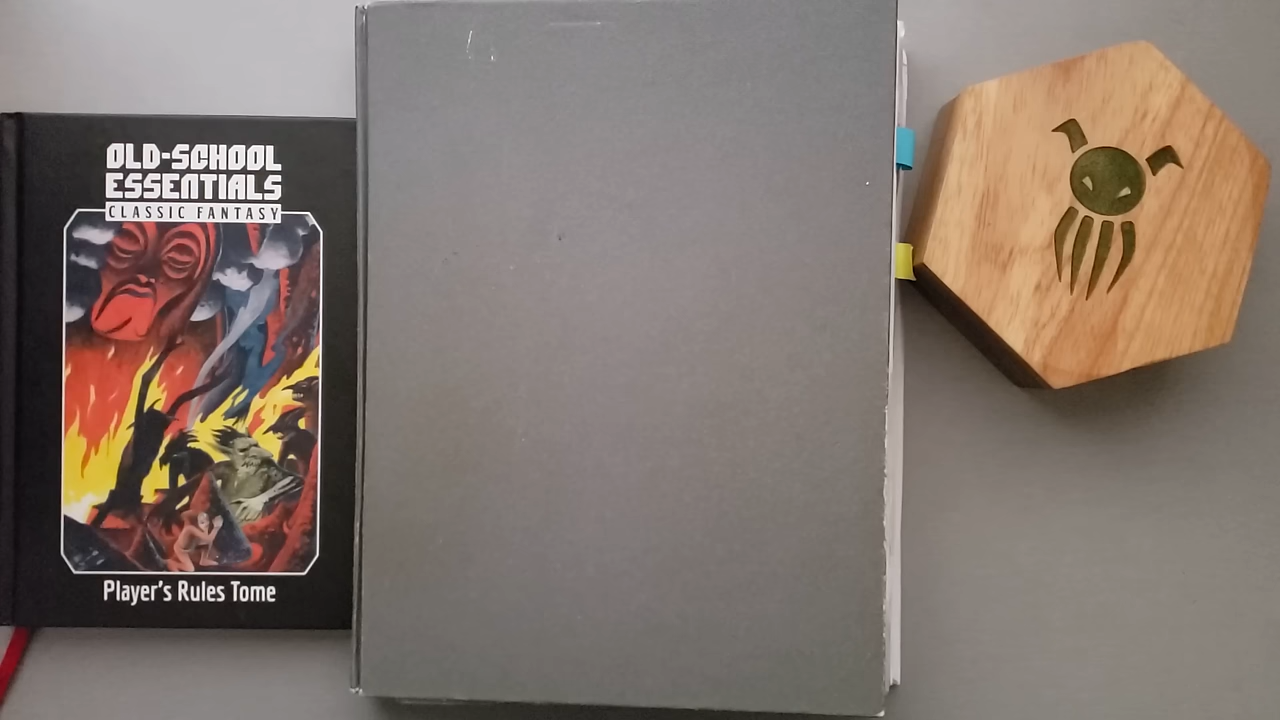 OLD-SCHOOL
ESSENTIALS
CLASSIC FANTASY
Player's Rules Tome